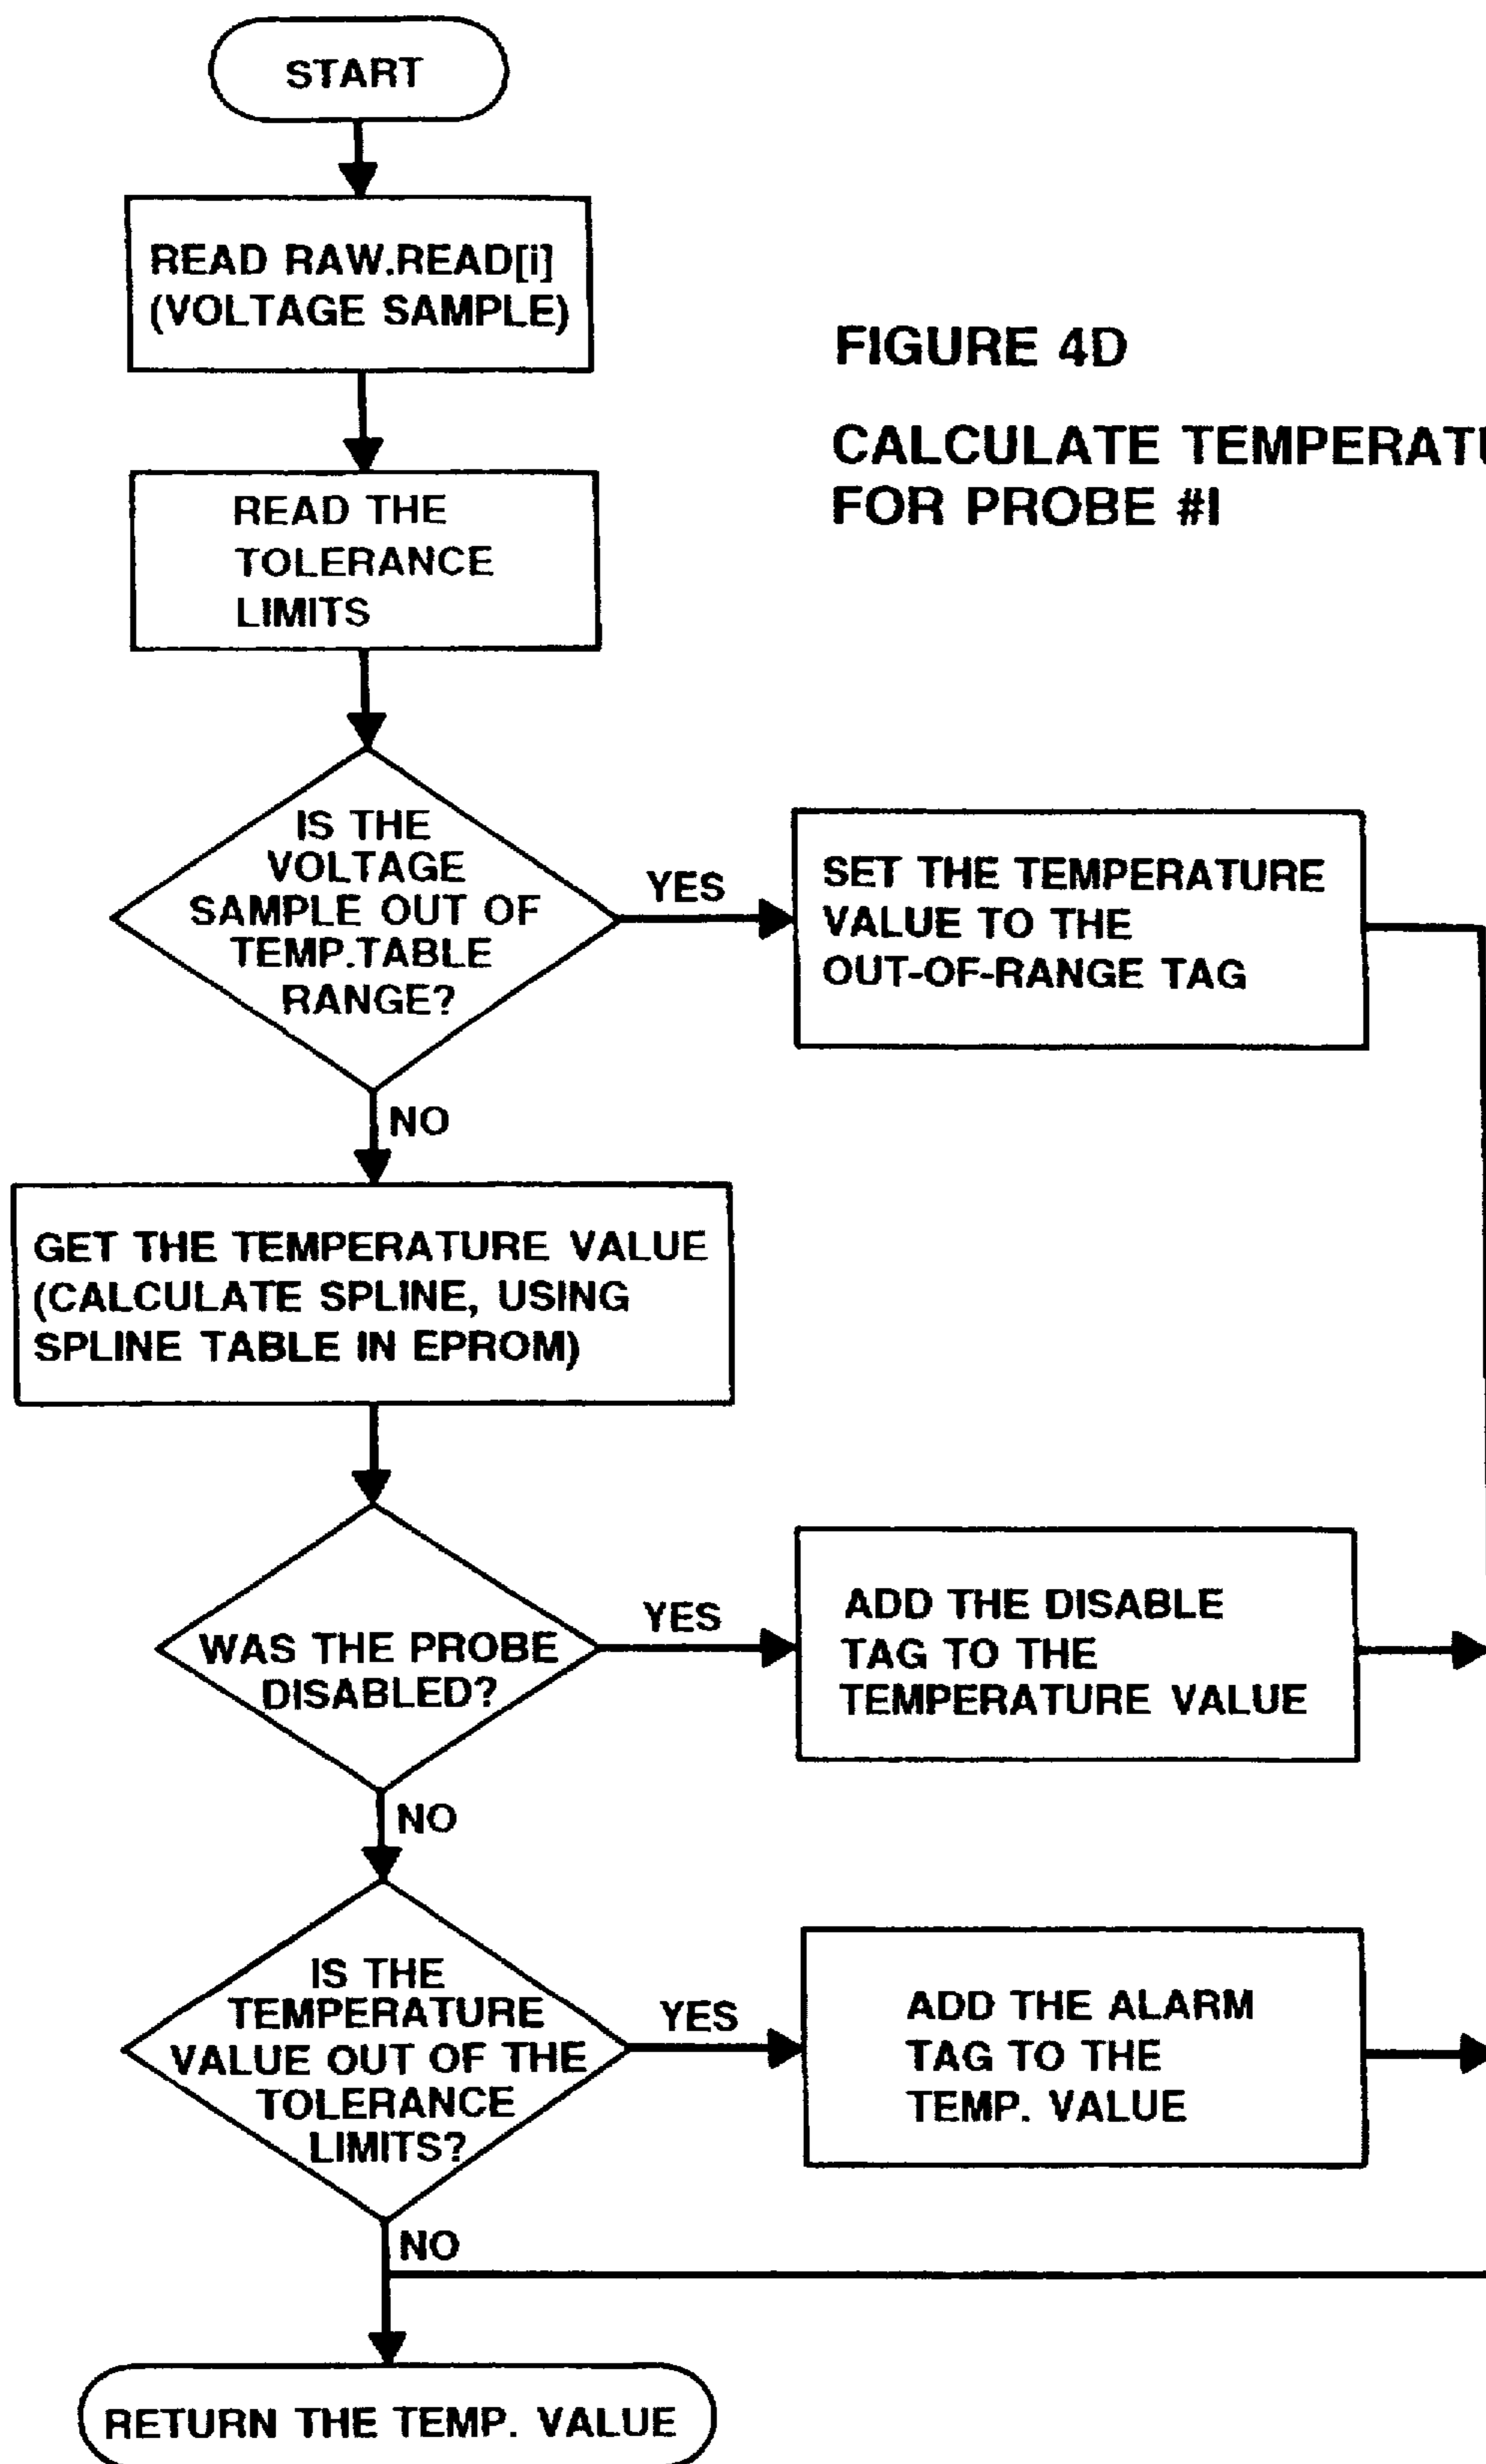 START
READ RAW.READ[i]
(VOLTAGE SAMPLE)
FIGURE 4D
CALCULATE
FOR PROBE #I
READ THE
TOLERANCE
LIMITS
IS THE
VOLTAGE
SAMPLE OUT OF
TEMP.TABLE
RANGE?
YES
SET THE TEMPERATURE
VALUE TO THE
OUT-OF-RANGE TAG
NO
GET THE TEMPERATURE VALUE
(CALCULATE SPLINE, USING
SPLINE TABLE IN EPROM)
WAS THE PROBE
DISABLED?
YES
ADD THE DISABLE
TAG TO THE
TEMPERATURE VALUE
NO
IS THE
TEMPERATURE
VALUE OUT OF THE
TOLERANCE
LIMITS?
YES
ADD THE ALARM
TAG TO THE
TEMP. VALUE
NO
RETURN THE TEMP. VALUE